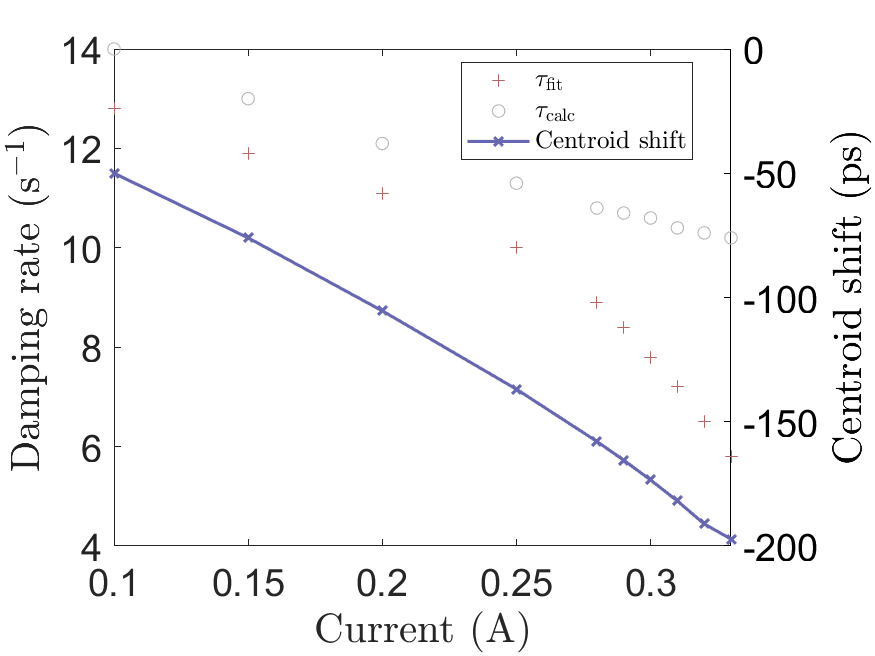 14
12
10
8
6
4
Damping rate (s⁻¹)
0
-50
-100
-150
-200
Centroid shift (ps)
τfit
τcalc
Centroid shift
0.1
0.15
0.2
0.25
0.3
Current (A)